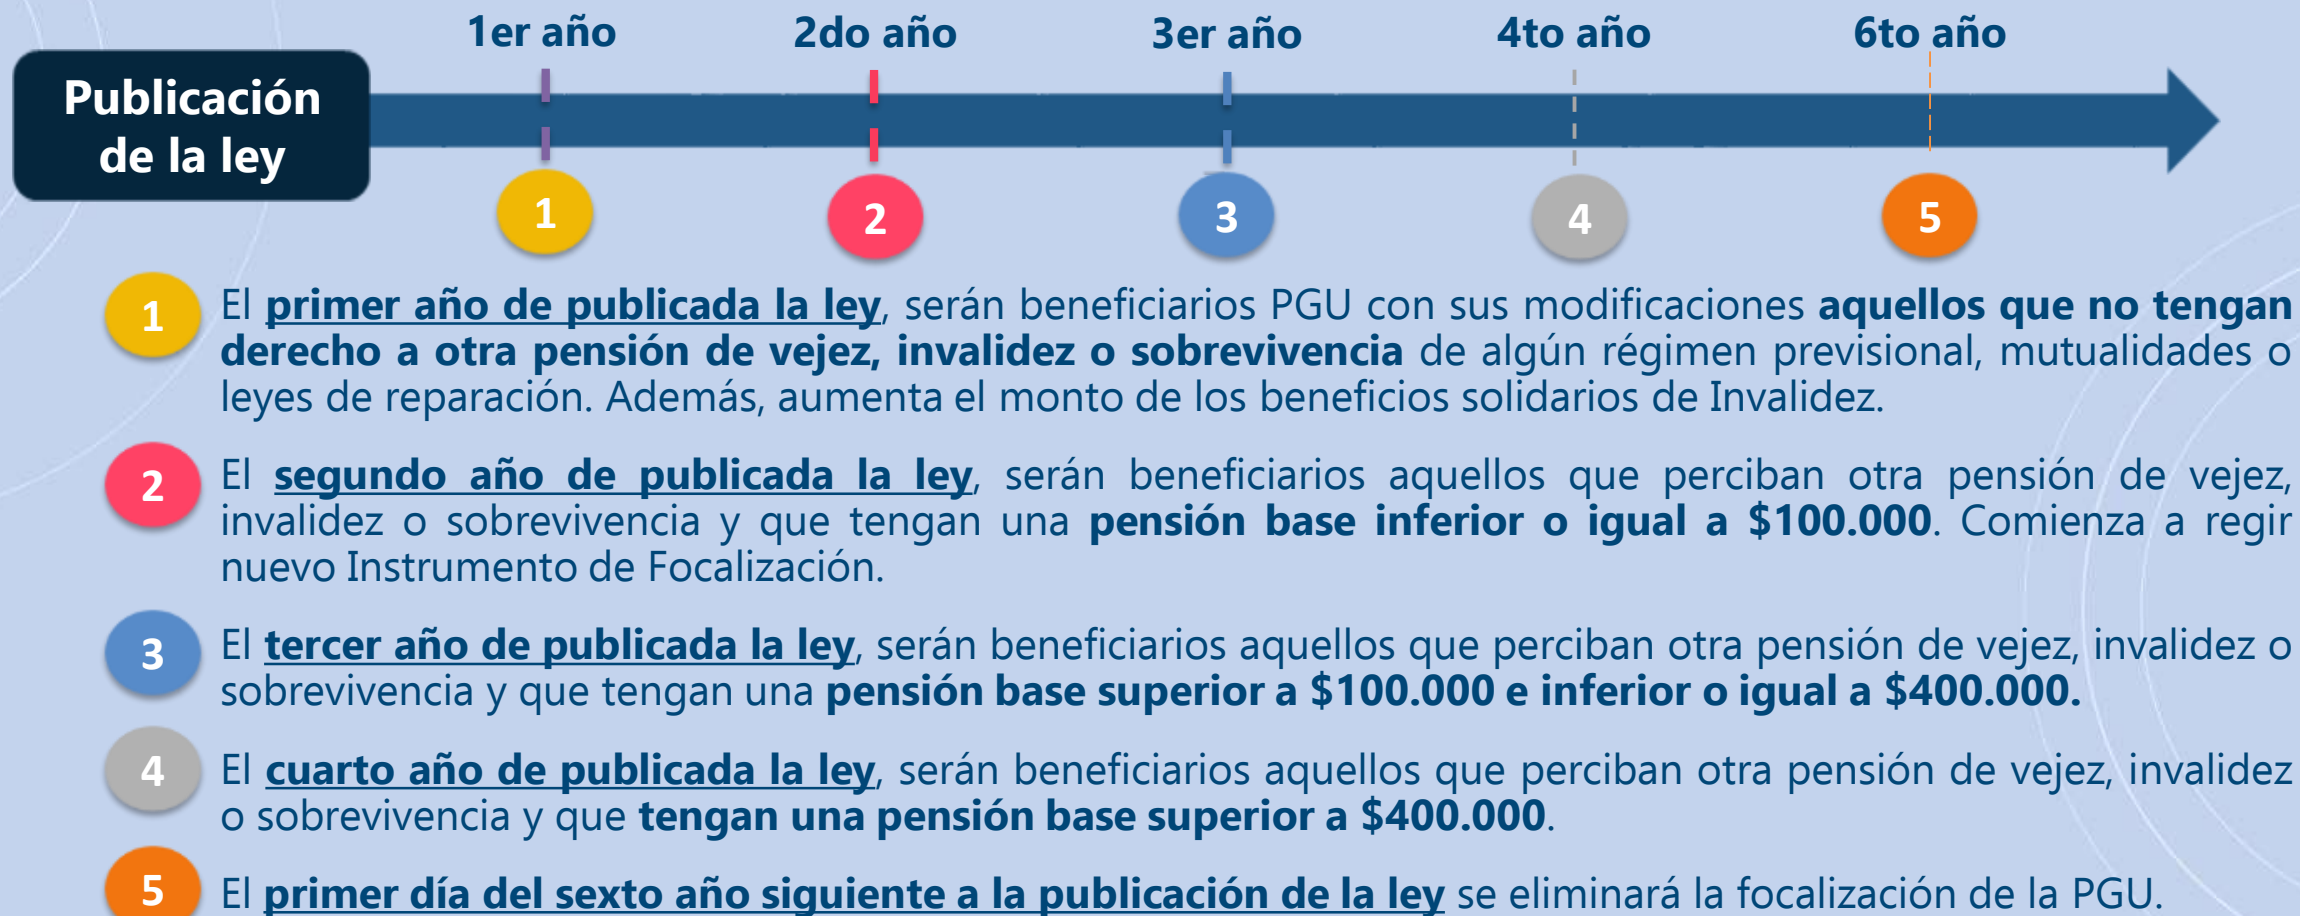 1er año
2do año
3er año
4to año
6to año
Publicación
de la ley
1
2
3
4
5
1
El primer año de publicada la ley, serán beneficiarios PGU con sus modificaciones aquellos que no tengan
derecho a otra pensión de vejez, invalidez o sobrevivencia de algún régimen previsional, mutualidades o
leyes de reparación. Además, aumenta el monto de los beneficios solidarios de Invalidez.
2
El segundo año de publicada la ley, serán beneficiarios aquellos que perciban otra pensión de vejez,
invalidez o sobrevivencia y que tengan una pensión base inferior o igual a $100.000. Comienza a regir
nuevo Instrumento de Focalización.
3
El tercer año de publicada la ley, serán beneficiarios aquellos que perciban otra pensión de vejez, invalidez o
sobrevivencia y que tengan una pensión base superior a $100.000 e inferior o igual a $400.000.
4
El cuarto año de publicada la ley, serán beneficiarios aquellos que perciban otra pensión de vejez, invalidez
o sobrevivencia y que tengan una pensión base superior a $400.000.
5
El primer día del sexto año siguiente a la publicación de la ley se eliminará la focalización de la PGU.